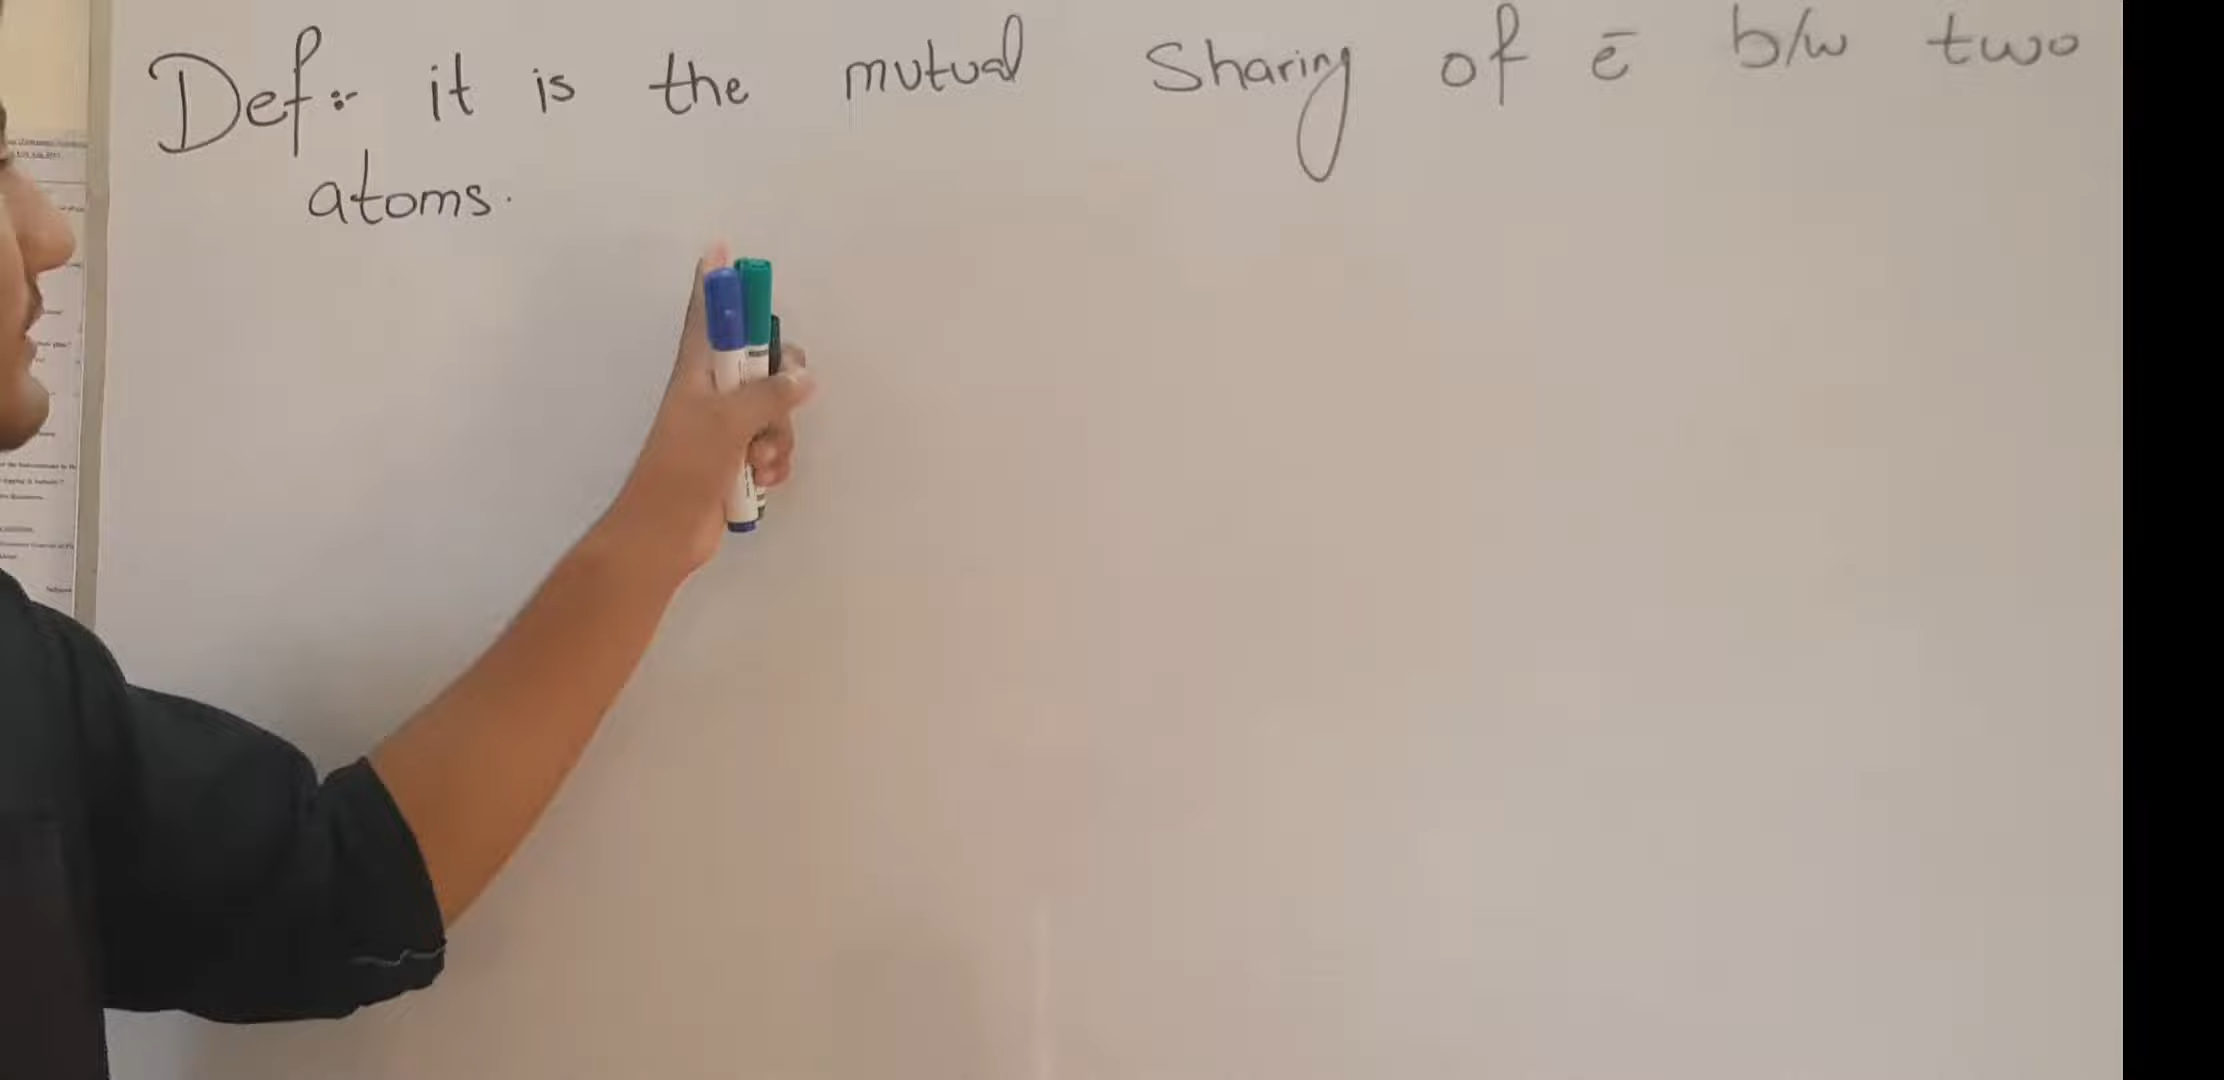 Def:- it is the mutual Sharing of ē b/w two
atoms.